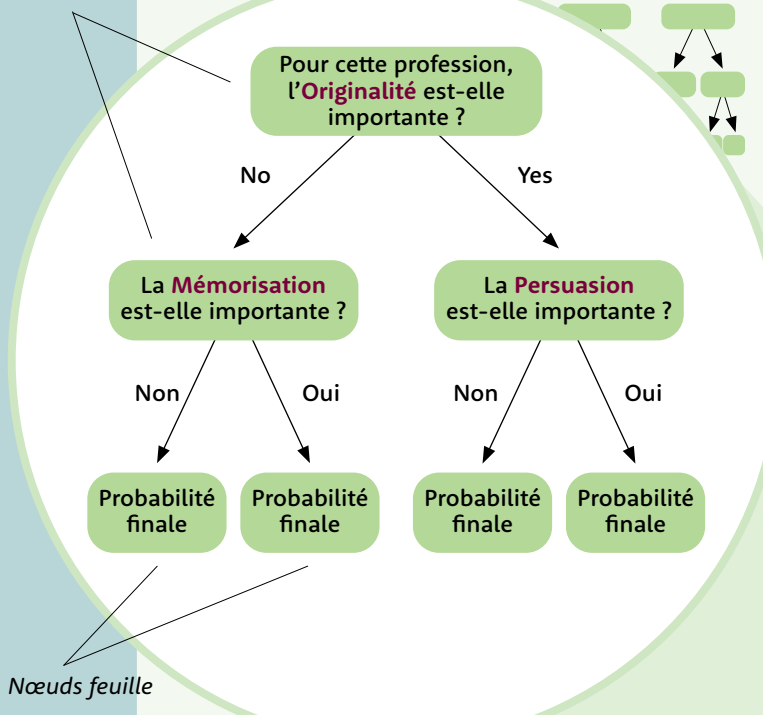 Pour cette profession,
l'Originalité est-elle
importante ?
No
Yes
La Mémorisation
est-elle importante ?
La Persuasion
est-elle importante ?
Non
Oui
Non
Oui
Probabilité
finale
Probabilité
finale
Probabilité
finale
Probabilité
finale
Nœuds feuille